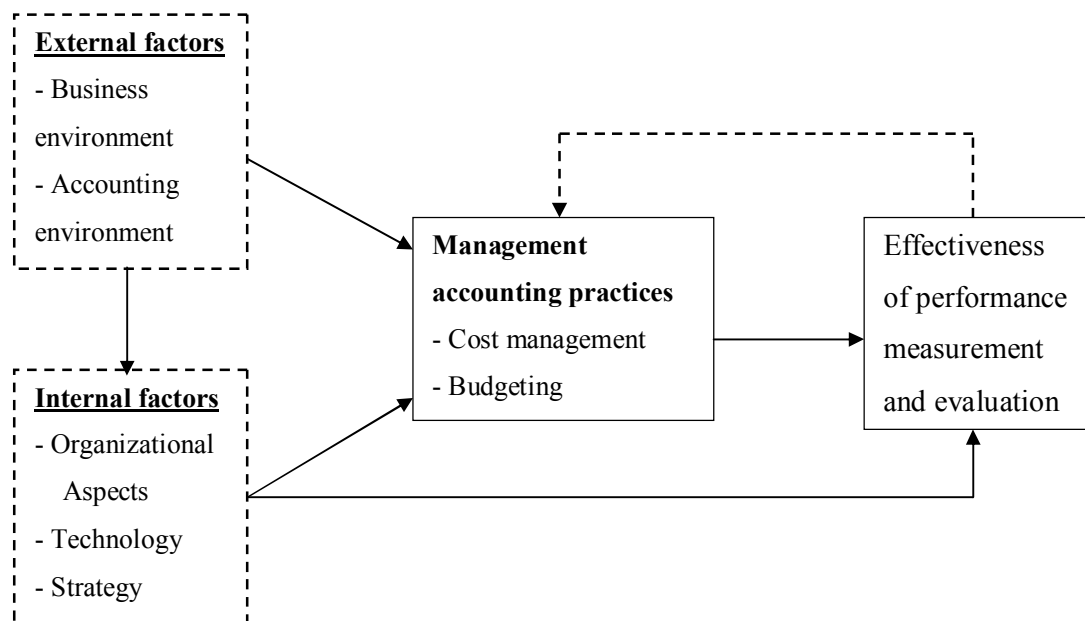 External factors
- Business
environment
- Accounting
environment
Management
accounting practices
- Cost management
- Budgeting
Effectiveness
of performance
measurement
and evaluation
Internal factors
- Organizational
Aspects
- Technology
- Strategy